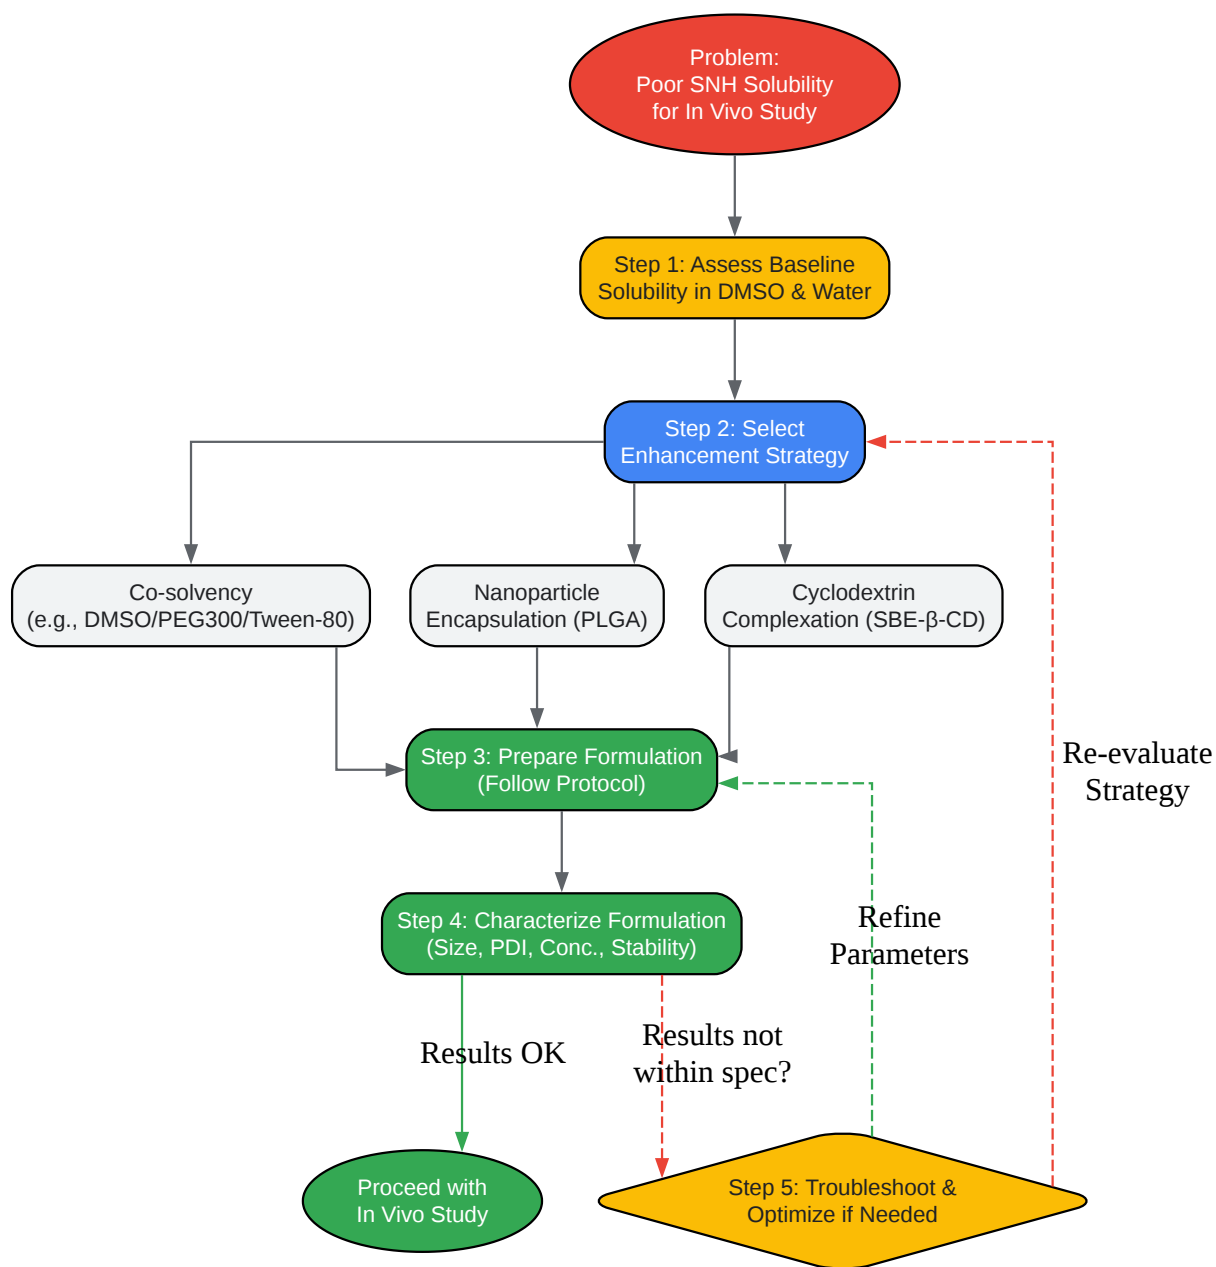 Problem:
Poor SNH Solubility
for In Vivo Study
Step 1: Assess Baseline
Solubility in DMSO & Water
Step 2: Select
Enhancement Strategy
Co-solvency
(e.g., DMSO/PEG300/Tween-80)
Nanoparticle
Encapsulation (PLGA)
Cyclodextrin
Complexation (SBE-β-CD)
Step 3: Prepare Formulation
(Follow Protocol)
Re-evaluate
Strategy
Step 4: Characterize Formulation
(Size, PDI, Conc., Stability)
Refine
Parameters
Results OK
Results not
within spec?
Proceed with
In Vivo Study
Step 5: Troubleshoot &
Optimize if Needed